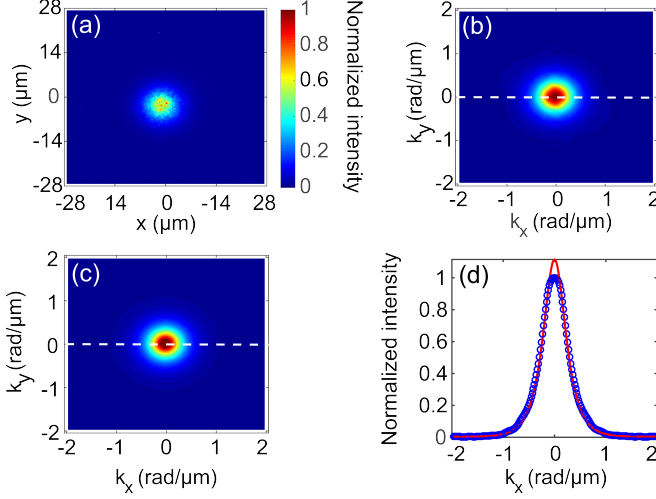 (a)
y (µm)
28
14
0
-14
-28
-28 14 0 -14 28
x (µm)
1
0.8
0.6
0.4
0.2
0
Normalized intensity
(b)
k_y (rad/µm)
2
1
0
-1
-2
-2 -1 0 1 2
k_x (rad/µm)
(c)
k_y (rad/µm)
2
1
0
-1
-2
-2 -1 0 1 2
k_x (rad/µm)
(d)
Normalized intensity
1
0.8
0.6
0.4
0.2
0
-2 -1 0 1 2
k_x (rad/µm)